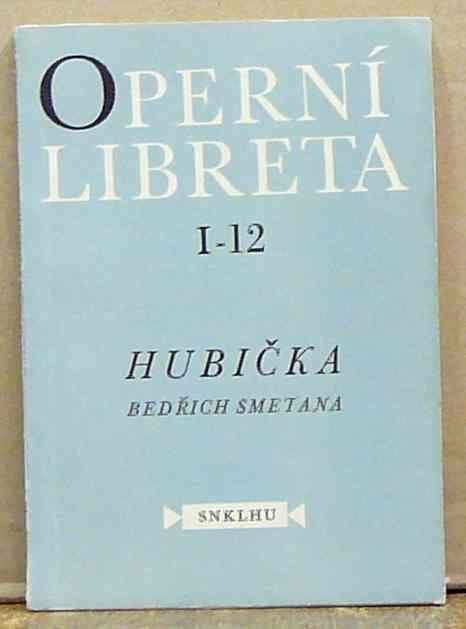 OPERNÍ
LIBRETA
I-12
HUBIČKA
BEDŘICH SMETANA
SNKLHU